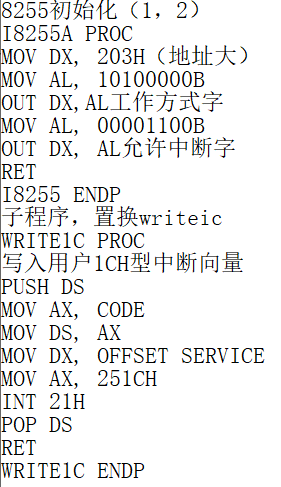 8255初始化（1，2）
I8255A PROC
MOV DX, 203H（地址大）
MOV AL, 10100000B
OUT DX,AL工作方式字
MOV AL, 00001100B
OUT DX, AL允许中断字
RET
I8255 ENDP
子程序，置换writeic
WRITE1C PROC
写入用户1CH型中断向量
PUSH DS
MOV AX, CODE
MOV DS, AX
MOV DX, OFFSET SERVICE
MOV AX, 251CH
INT 21H
POP DS
RET
WRITE1C ENDP